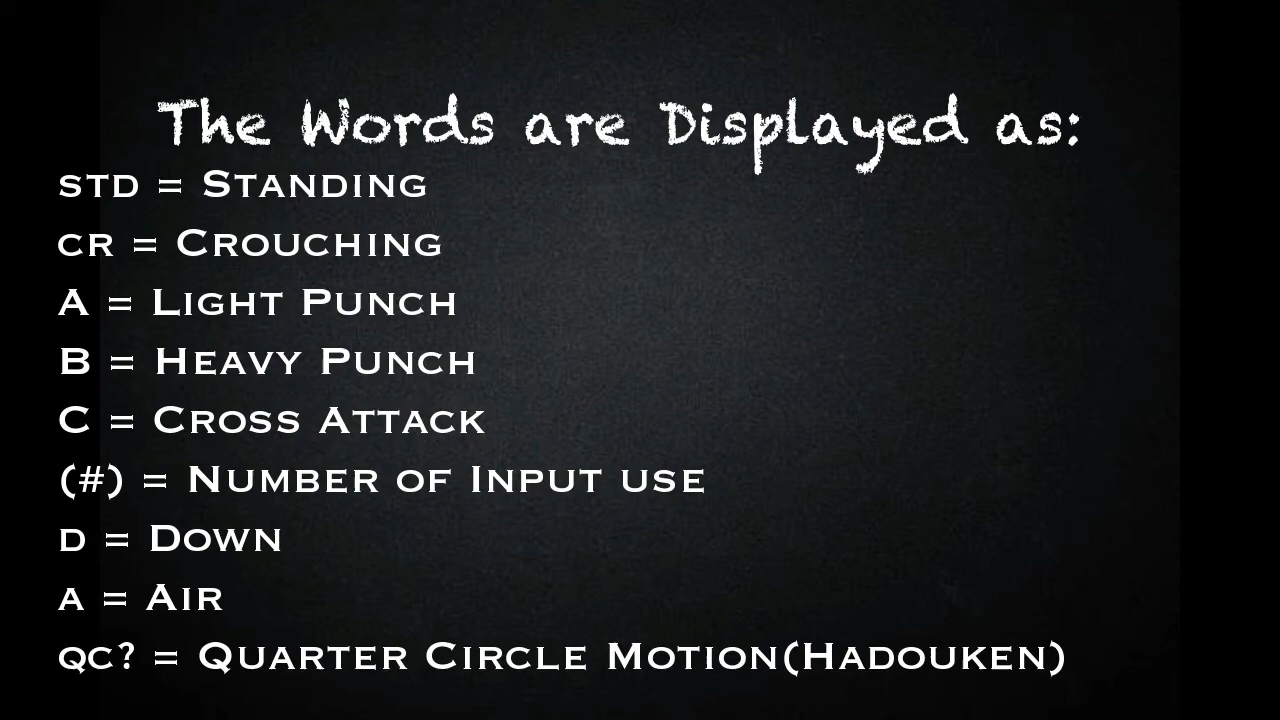 The Words are Displayed as:
std = Standing
cr = Crouching
A = Light Punch
B = Heavy Punch
C = Cross Attack
(#) = Number of Input use
d = Down
a = Air
qc? = Quarter Circle Motion(Hadouken)